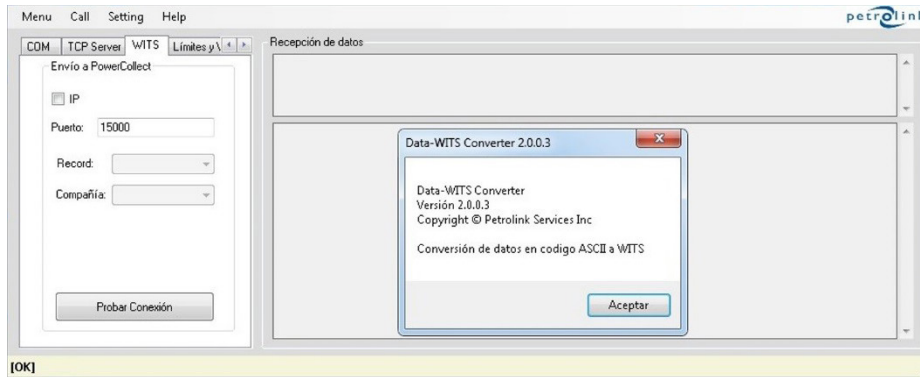 Menu Call Setting Help
petrolink
COM TCP Server WITS Límites y V
Recepción de datos
Envío a PowerCollect
IP
Puerto: 15000
Record:
Compañía:
Probar Conexión
Data-WITS Converter 2.0.0.3
Data-WITS Converter
Versión 2.0.0.3
Copyright © Petrolink Services Inc
Conversión de datos en codigo ASCII a WITS
Aceptar
[OK]